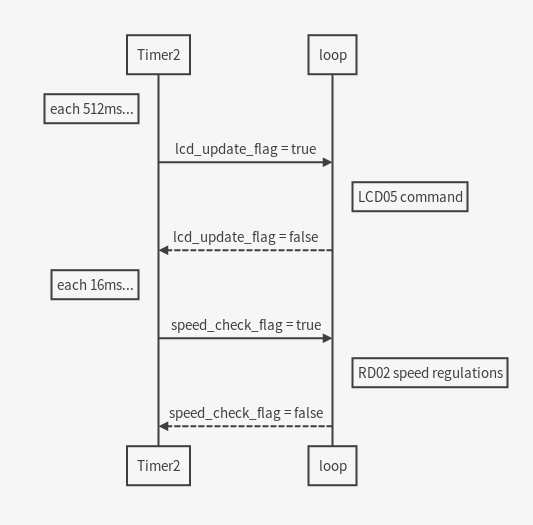 Timer2
loop
each 512ms...
lcd_update_flag = true
LCD05 command
lcd_update_flag = false
each 16ms...
speed_check_flag = true
RD02 speed regulations
speed_check_flag = false
Timer2
loop